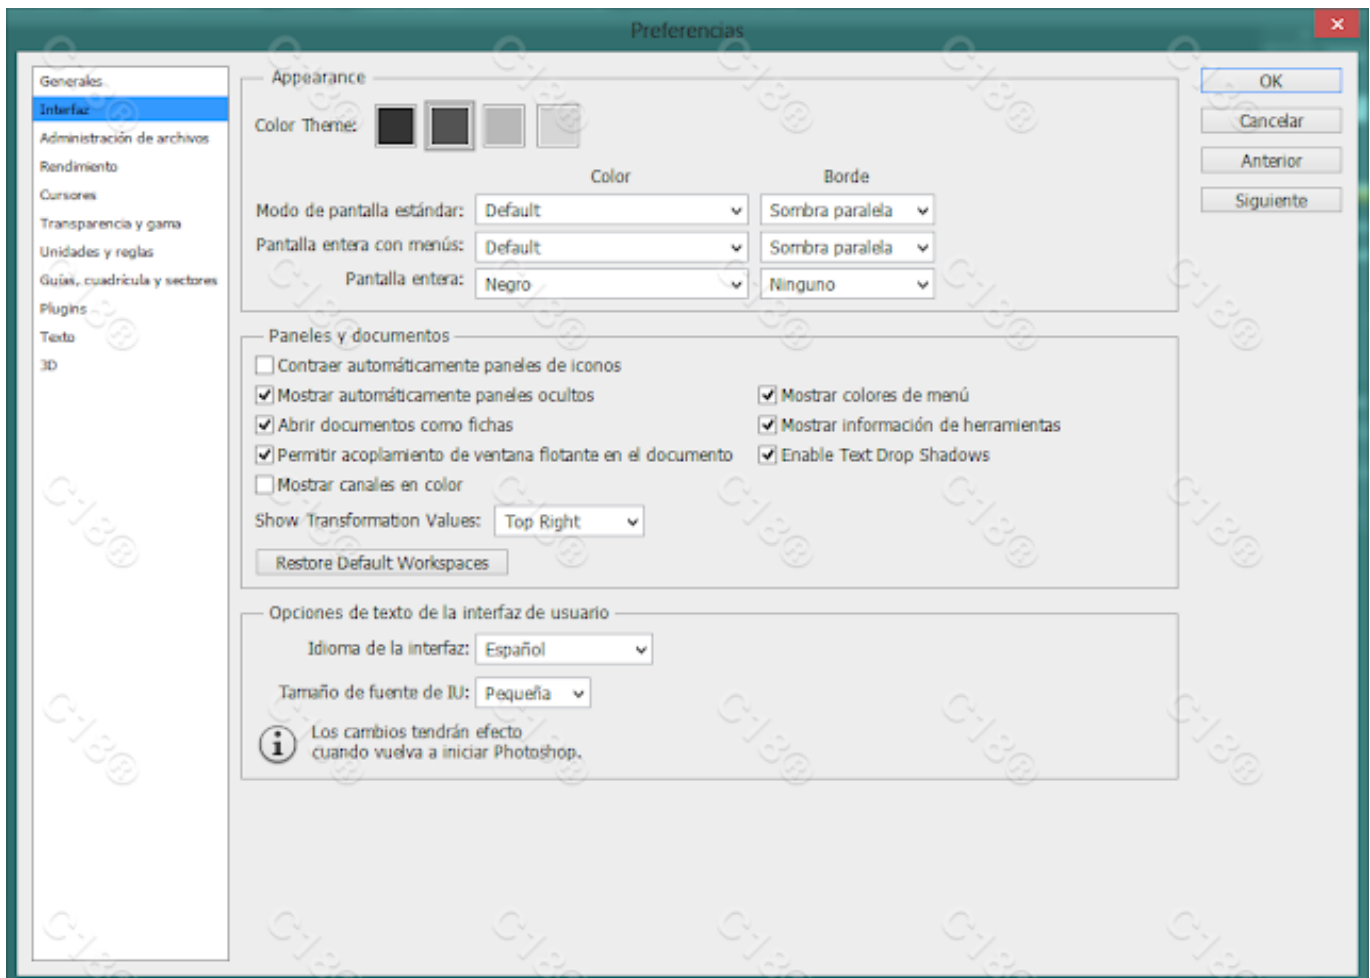 Preferencias
Generales
Interfaz
Administración de archivos
Rendimiento
Cursores
Transparencia y gama
Unidades y reglas
Guías, cuadrícula y sectores
Plugins
Texto
3D
Appearance
Color Theme:
Color Borde
Modo de pantalla estándar: Default Sombra paralela
Pantalla entera con menús: Default Sombra paralela
Pantalla entera: Negro Ninguno
Paneles y documentos
Contraer automáticamente paneles de iconos
Mostrar automáticamente paneles ocultos Mostrar colores de menú
Abrir documentos como fichas Mostrar información de herramientas
Permitir acoplamiento de ventana flotante en el documento Enable Text Drop Shadows
Mostrar canales en color
Show Transformation Values: Top Right
Restore Default Workspaces
Opciones de texto de la interfaz de usuario
Idioma de la interfaz: Español
Tamaño de fuente de IU: Pequeña
Los cambios tendrán efecto
cuando vuelva a iniciar Photoshop.
OK
Cancelar
Anterior
Siguiente
C-18®